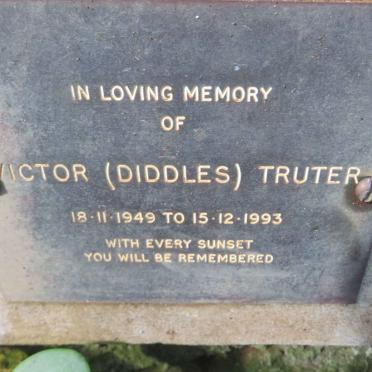 IN LOVING MEMORY
OF
VICTOR (DIDDLES) TRUTER
18·11·1949 TO 15·12·1993
WITH EVERY SUNSET
YOU WILL BE REMEMBERED